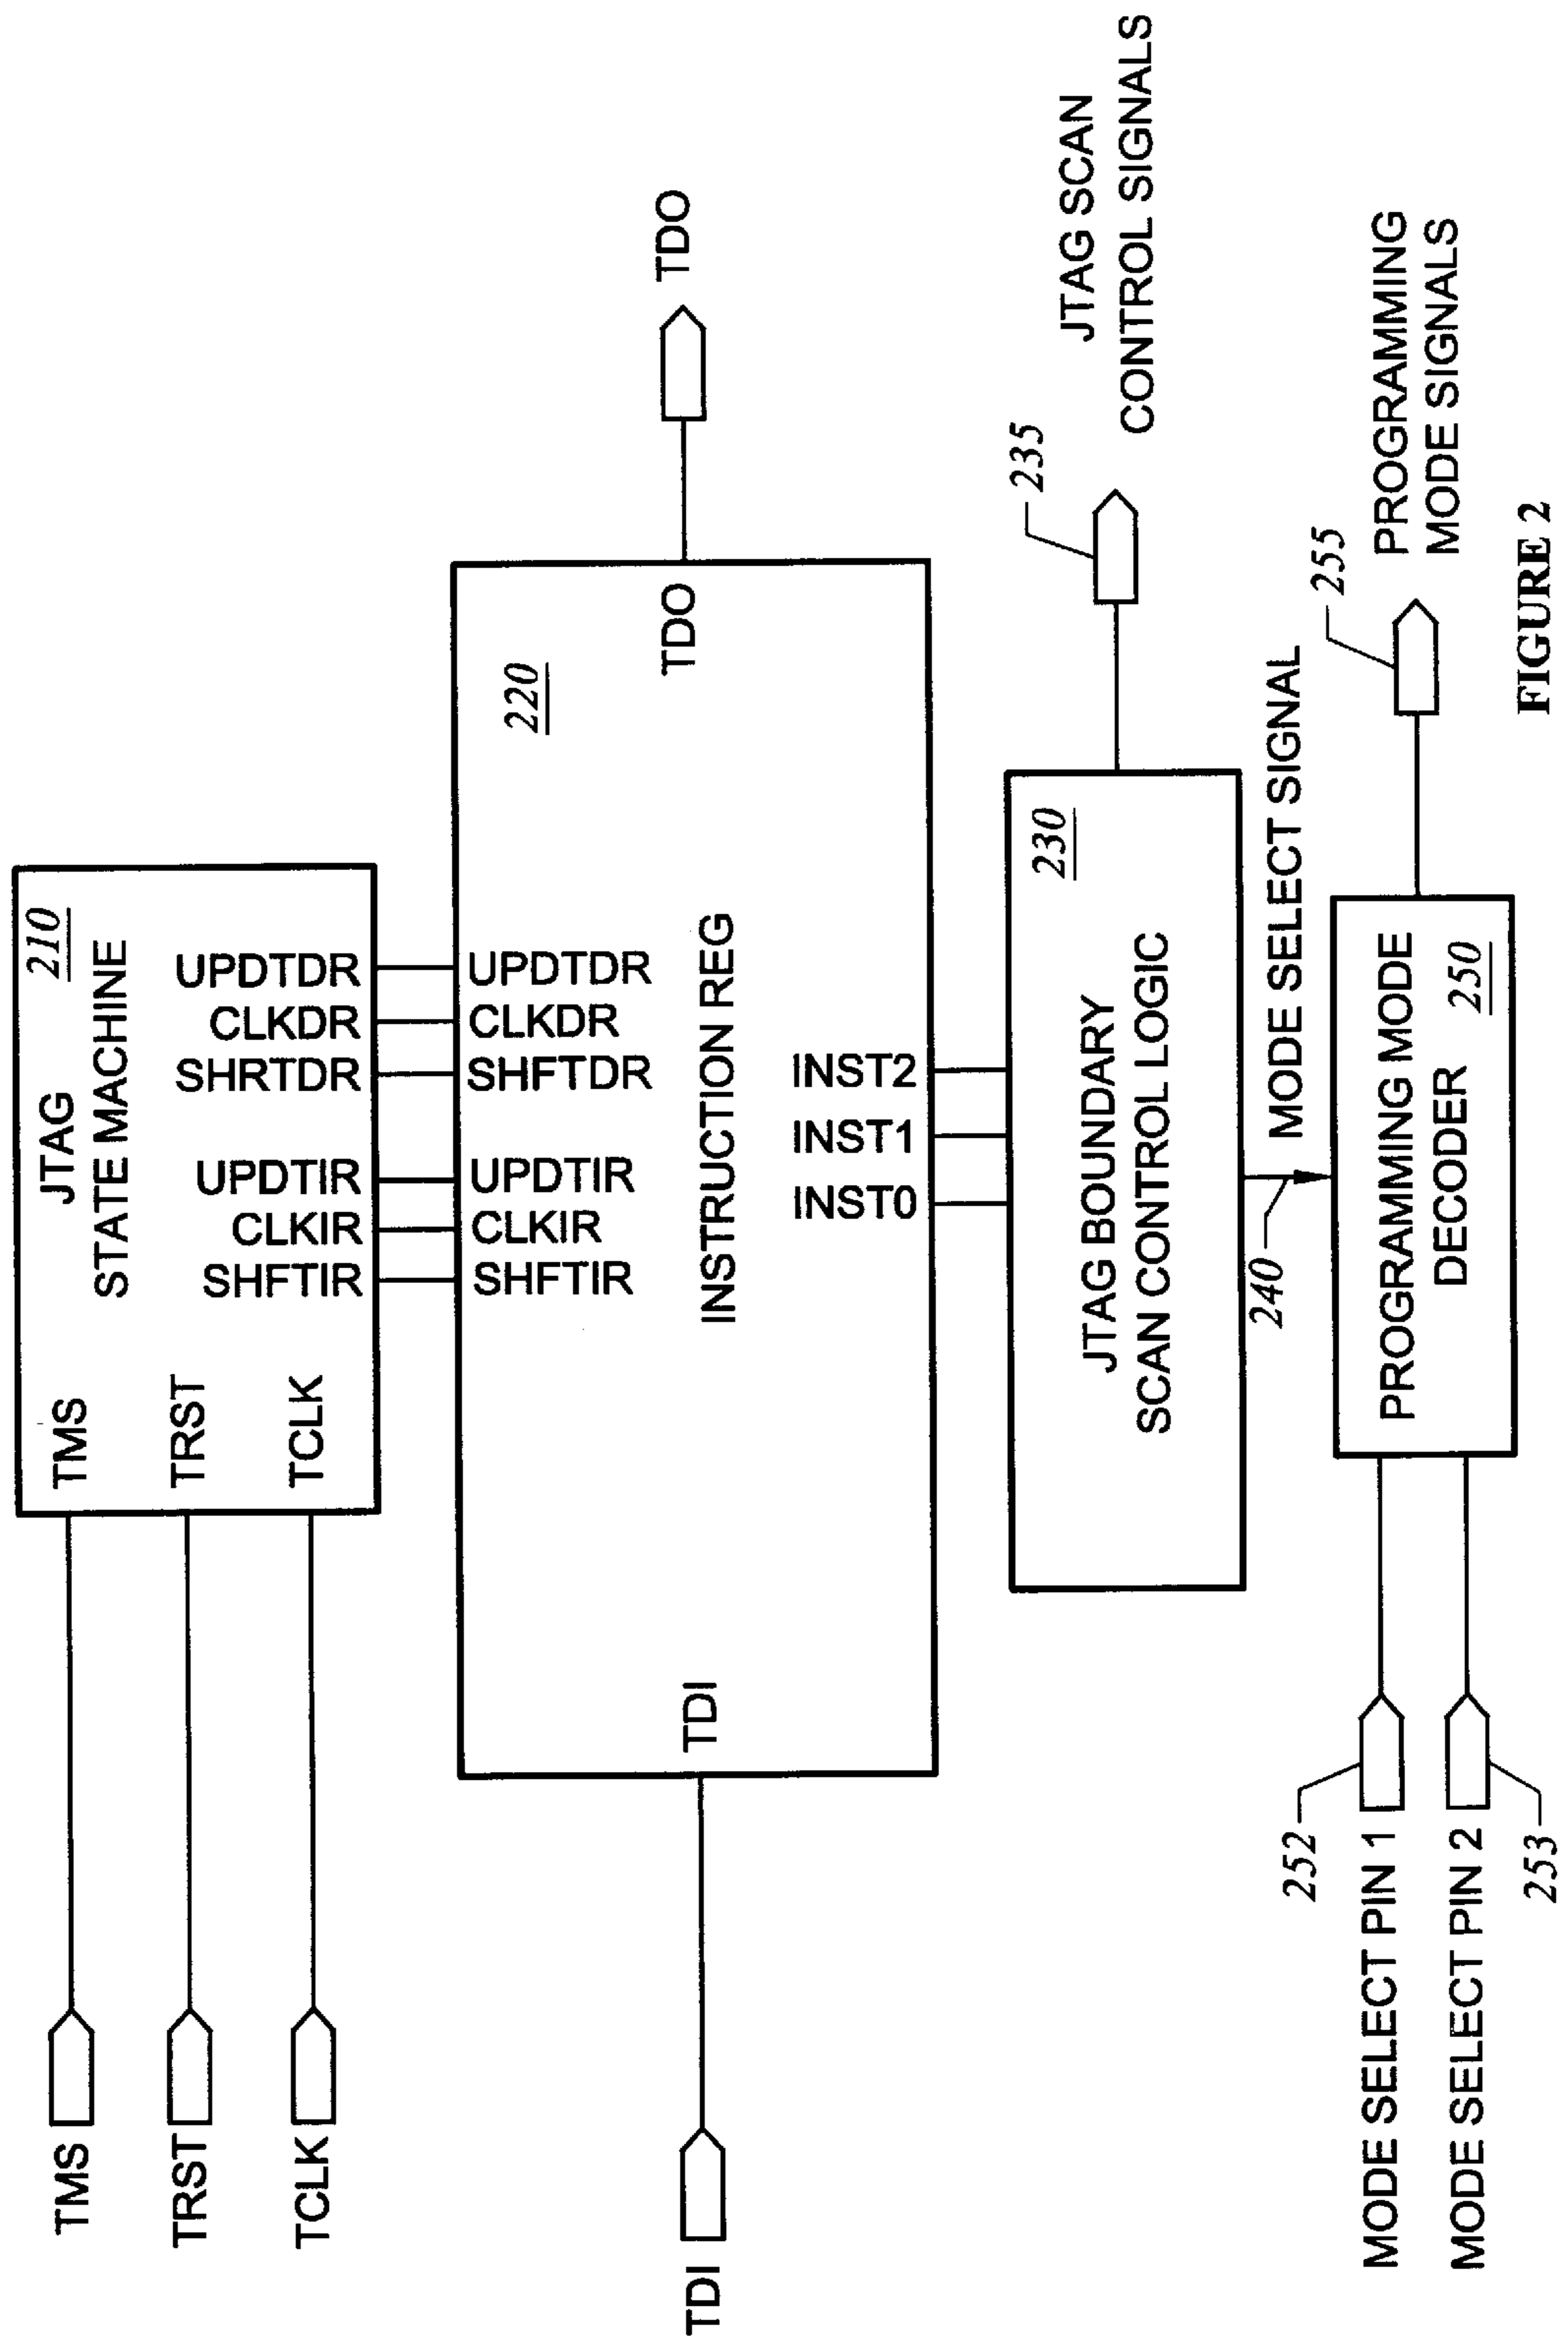 210
JTAG
STATE MACHINE
TMS
TMS
TRST
TRST
TCLK
TCLK
SHFTIR
CLKIR
UPDTIR
SHRTDR
CLKDR
UPDTDR
SHFTIR
CLKIR
UPDTIR
SHFTDR
CLKDR
UPDTDR
220
TDI
TDI
INSTRUCTION REG
TDO
TDO
INST0
INST1
INST2
230
JTAG BOUNDARY
SCAN CONTROL LOGIC
235
JTAG SCAN
CONTROL SIGNALS
240
MODE SELECT SIGNAL
252
MODE SELECT PIN 1
MODE SELECT PIN 2
253
PROGRAMMING MODE
DECODER
250
255
PROGRAMMING
MODE SIGNALS
FIGURE 2